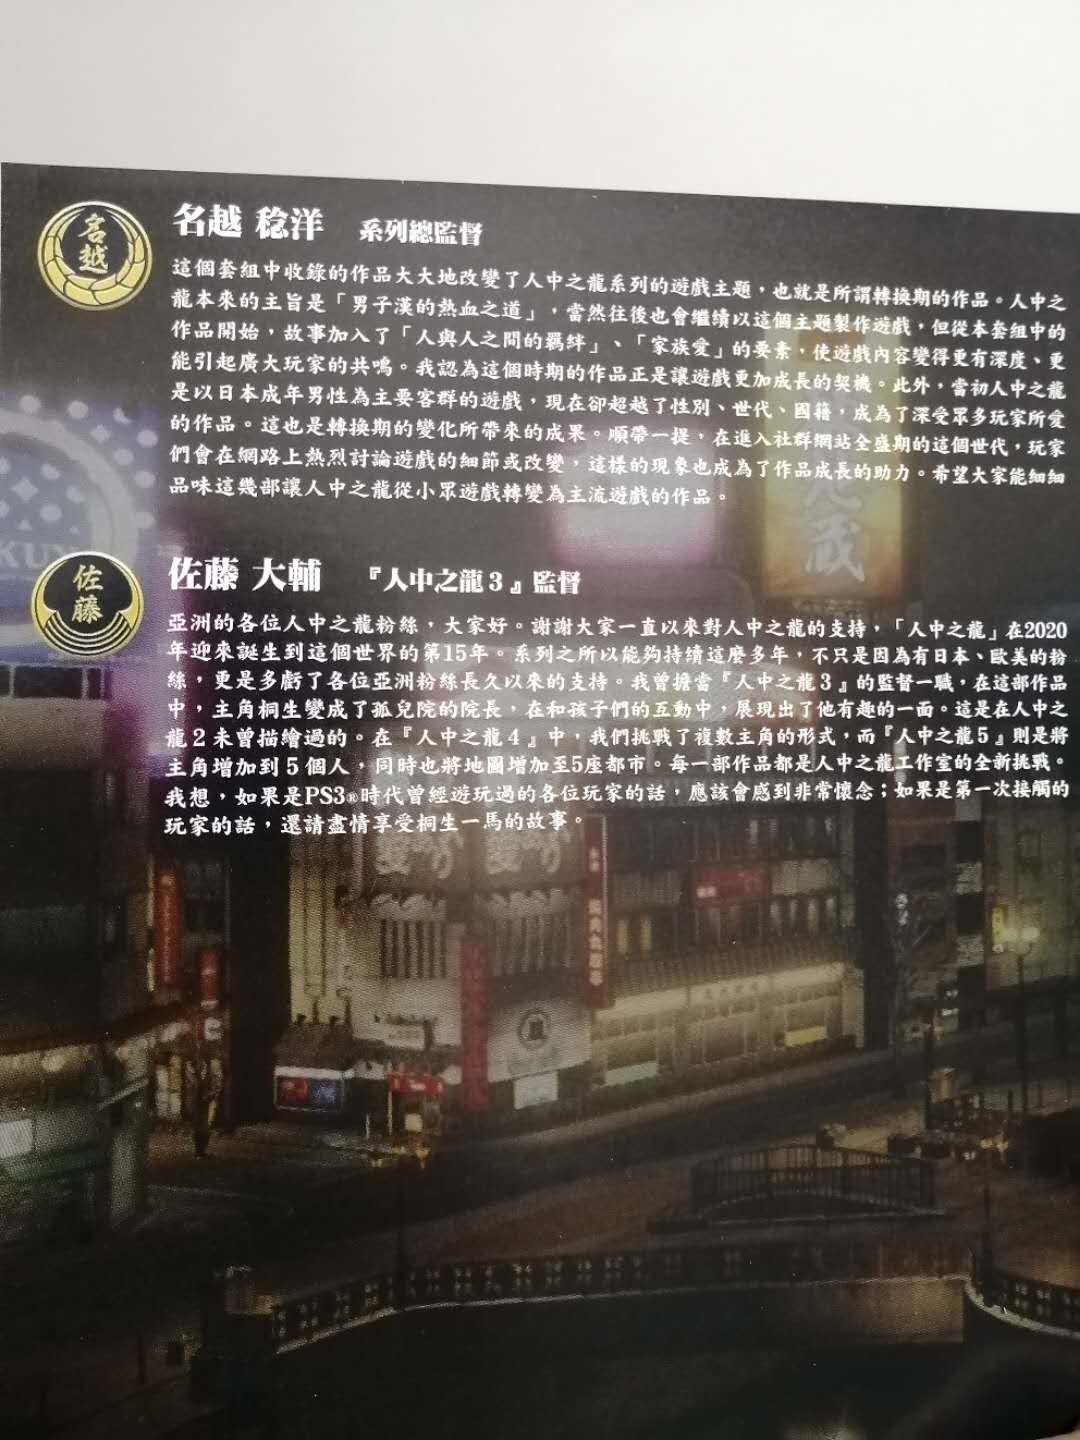 名越
名越 稔洋 系列總監督
這個套組中收錄的作品大大地改變了人中之龍系列的遊戲主題，也就是所謂轉換期的作品。人中之
龍本來的主旨是「男子漢的熱血之道」，當然往後也會繼續以這個主題製作遊戲，但從本套組中的
作品開始，故事加入了「人與人之間的羈絆」、「家族愛」的要素，使遊戲內容變得更有深度、更
能引起廣大玩家的共鳴。我認為這個時期的作品正是讓遊戲更加成長的契機。此外，當初人中之龍
是以日本成年男性為主要客群的遊戲，現在卻超越了性別、世代、國籍，成為了深受眾多玩家所愛
的作品。這也是轉換期的變化所帶來的成果。順帶一提，在進入社群網站全盛期的這個世代，玩家
們會在網路上熱烈討論遊戲的細節或改變，這樣的現象也成為了作品成長的助力。希望大家能細細
品味這幾部讓人中之龍從小眾遊戲轉變為主流遊戲的作品。
佐藤
佐藤 大輔 『人中之龍３』監督
亞洲的各位人中之龍粉絲，大家好。謝謝大家一直以來對人中之龍的支持，「人中之龍」在2020
年迎來誕生到這個世界的第15年。系列之所以能夠持續這麼多年，不只是因為有日本、歐美的粉
絲，更是多虧了各位亞洲粉絲長久以來的支持。我曾擔當『人中之龍３』的監督一職，在這部作品
中，主角桐生變成了孤兒院的院長，在和孩子們的互動中，展現出了他有趣的一面。這是在人中之
龍２未曾描繪過的。在『人中之龍４』中，我們挑戰了複數主角的形式，而『人中之龍５』則是將
主角增加到５個人，同時也將地圖增加至5座都市。每一部作品都是人中之龍工作室的全新挑戰。
我想，如果是PS3®時代曾經遊玩過的各位玩家的話，應該會感到非常懷念；如果是第一次接觸的
玩家的話，還請盡情享受桐生一馬的故事。